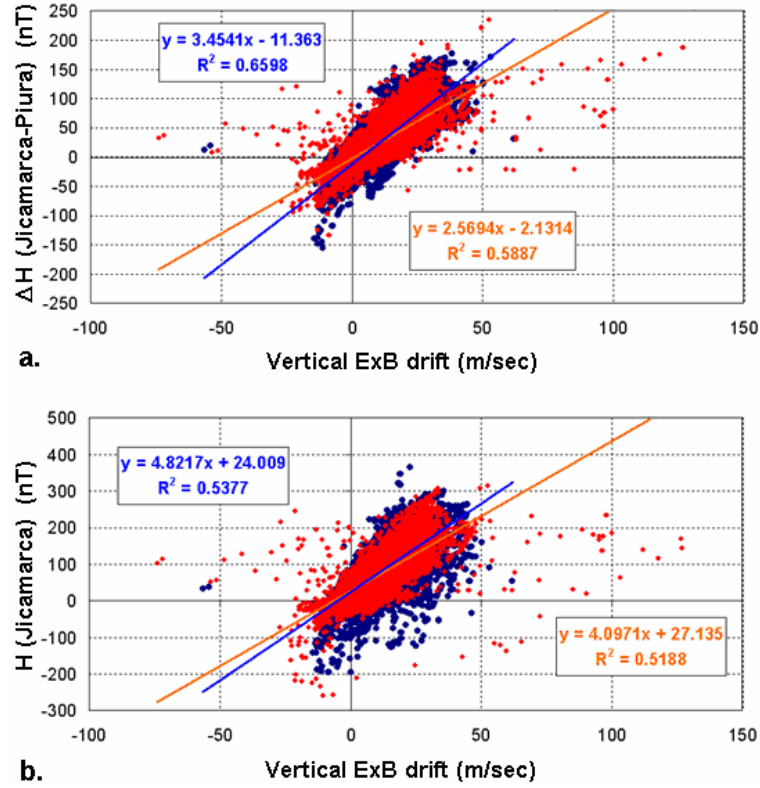 ΔH (Jicamarca-Piura) (nT)
250
200
150
100
50
0
-50
-100
-150
-200
-250
y = 3.4541x - 11.363
R² = 0.6598
y = 2.5694x - 2.1314
R² = 0.5887
-100 -50 0 50 100 150
a.
Vertical ExB drift (m/sec)
H (Jicamarca) (nT)
500
400
300
200
100
0
-100
-200
-300
y = 4.8217x + 24.009
R² = 0.5377
y = 4.0971x + 27.135
R² = 0.5188
-100 -50 0 50 100 150
b.
Vertical ExB drift (m/sec)